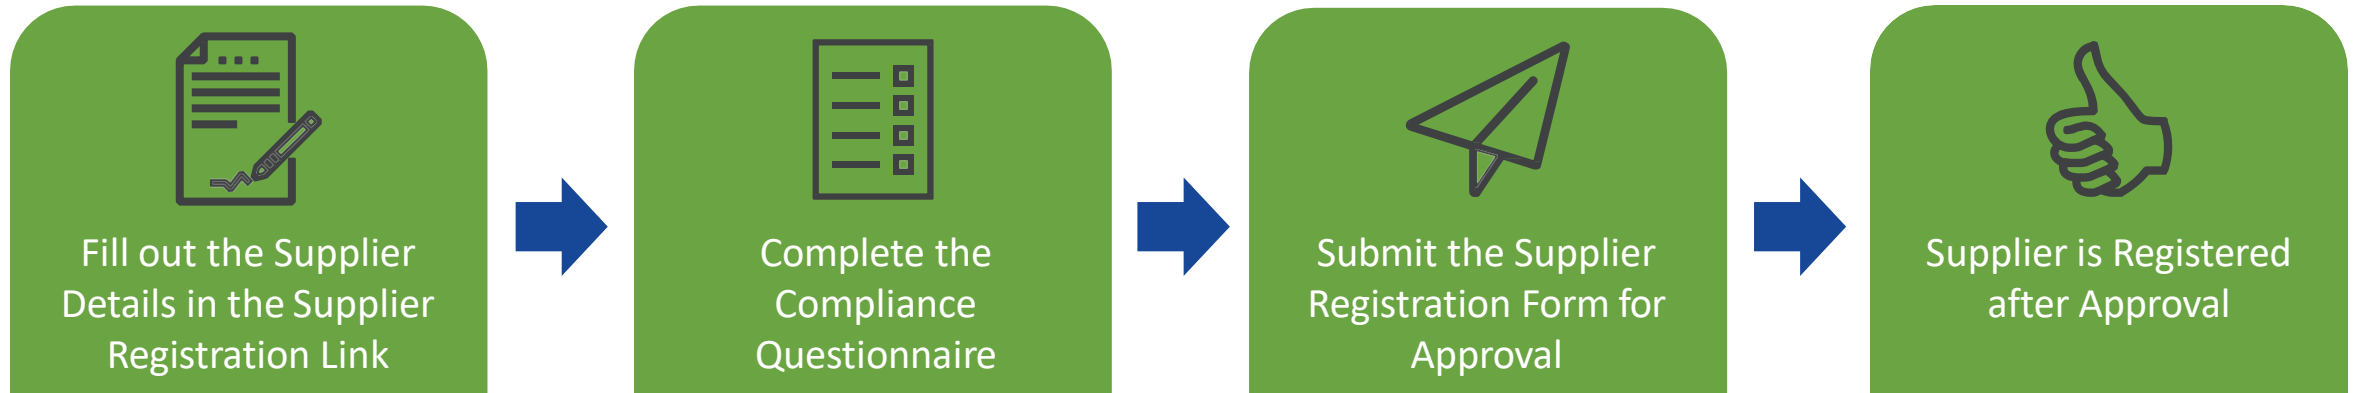 Fill out the Supplier
Details in the Supplier
Registration Link
Complete the
Compliance
Questionnaire
Submit the Supplier
Registration Form for
Approval
Supplier is Registered
after Approval